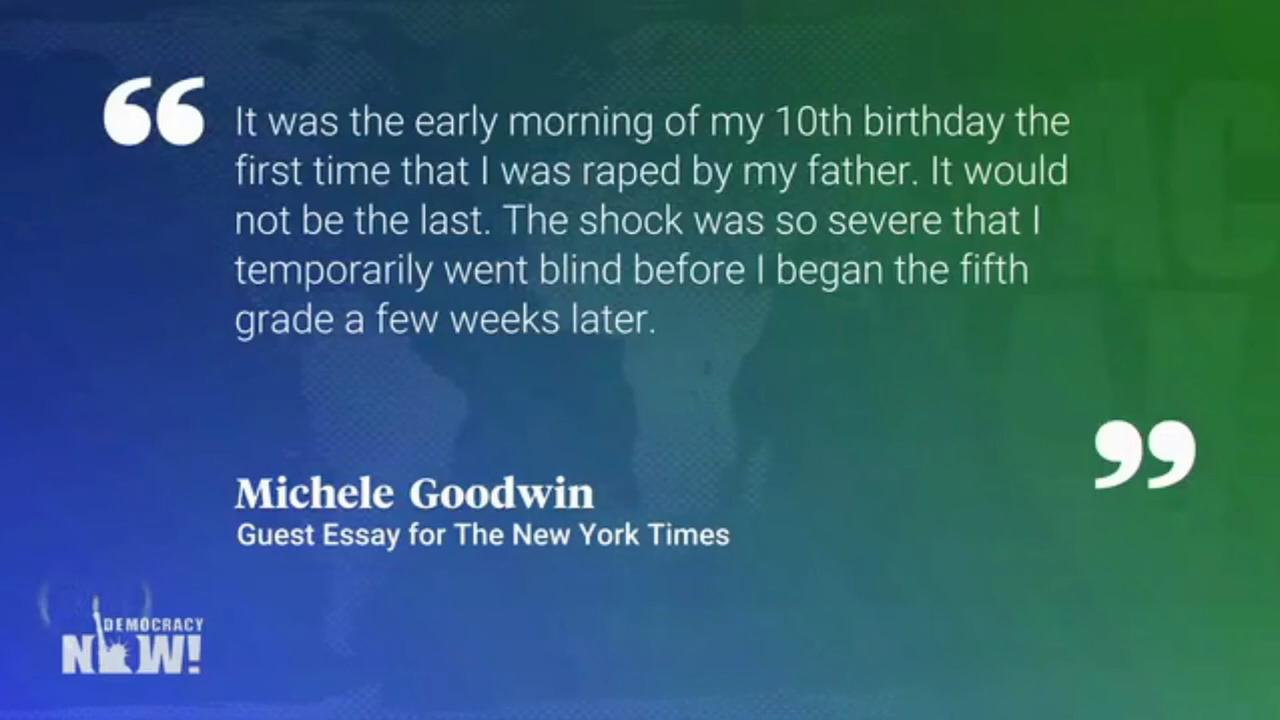 “
It was the early morning of my 10th birthday the
first time that I was raped by my father. It would
not be the last. The shock was so severe that I
temporarily went blind before I began the fifth
grade a few weeks later.
”
Michele Goodwin
Guest Essay for The New York Times
DEMOCRACY
NOW!